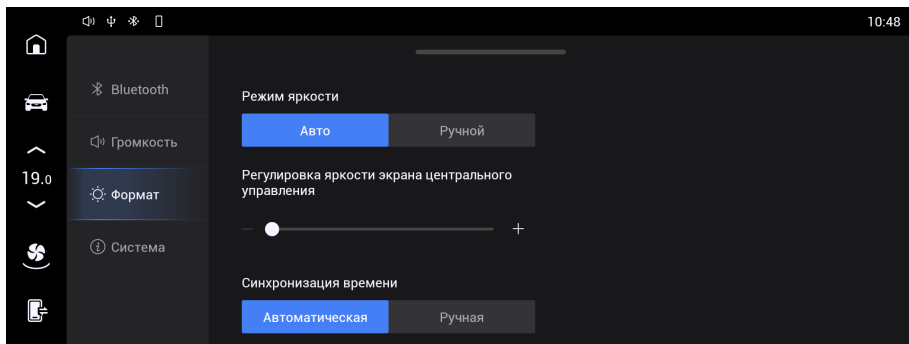 10:48
Bluetooth
Громкость
19.0
Формат
Система
Режим яркости
Авто
Ручной
Регулировка яркости экрана центрального
управления
Синхронизация времени
Автоматическая
Ручная